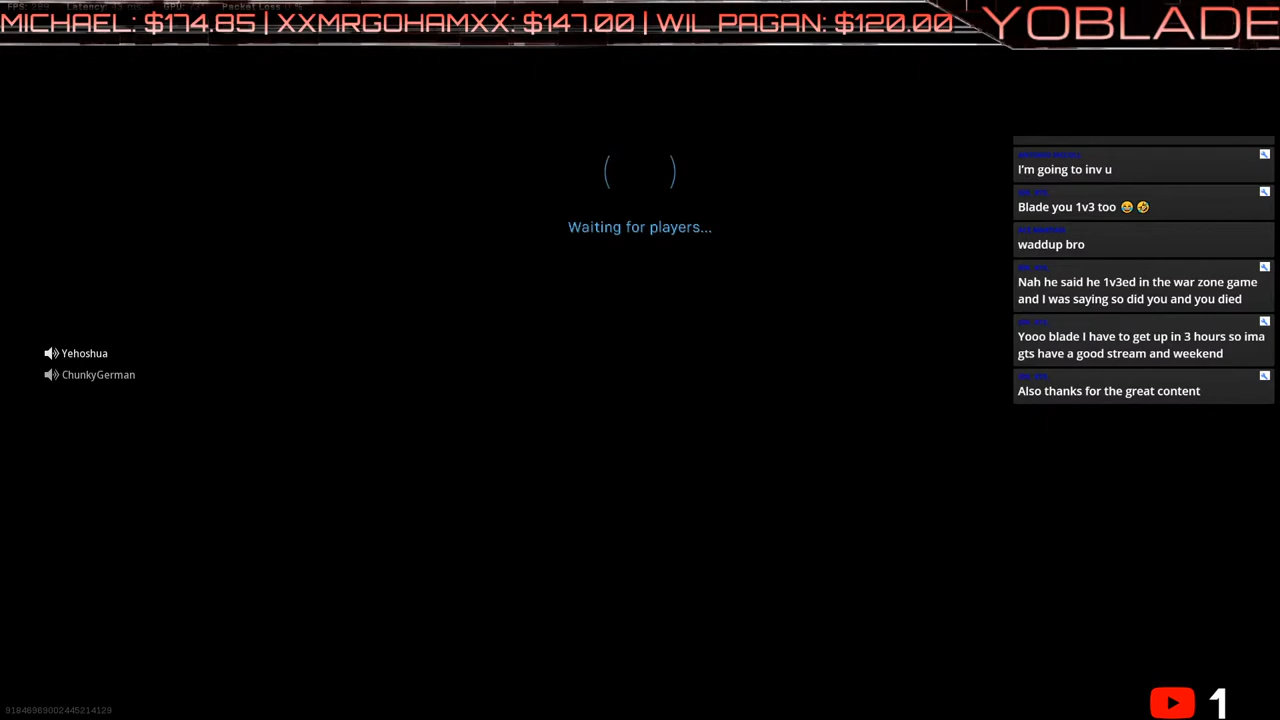 MICHAEL: $174.85 | XXMRGOHAMXX: $147.00 | WIL PAGAN: $120.00
YOBLADE
Waiting for players...
Yehoshua
ChunkyGerman
I'm going to inv u
Blade you 1v3 too 😂 🤣
waddup bro
Nah he said he 1v3ed in the war zone game
and I was saying so did you and you died
Yooo blade I have to get up in 3 hours so ima
gts have a good stream and weekend
Also thanks for the great content
91846969002445214129
1